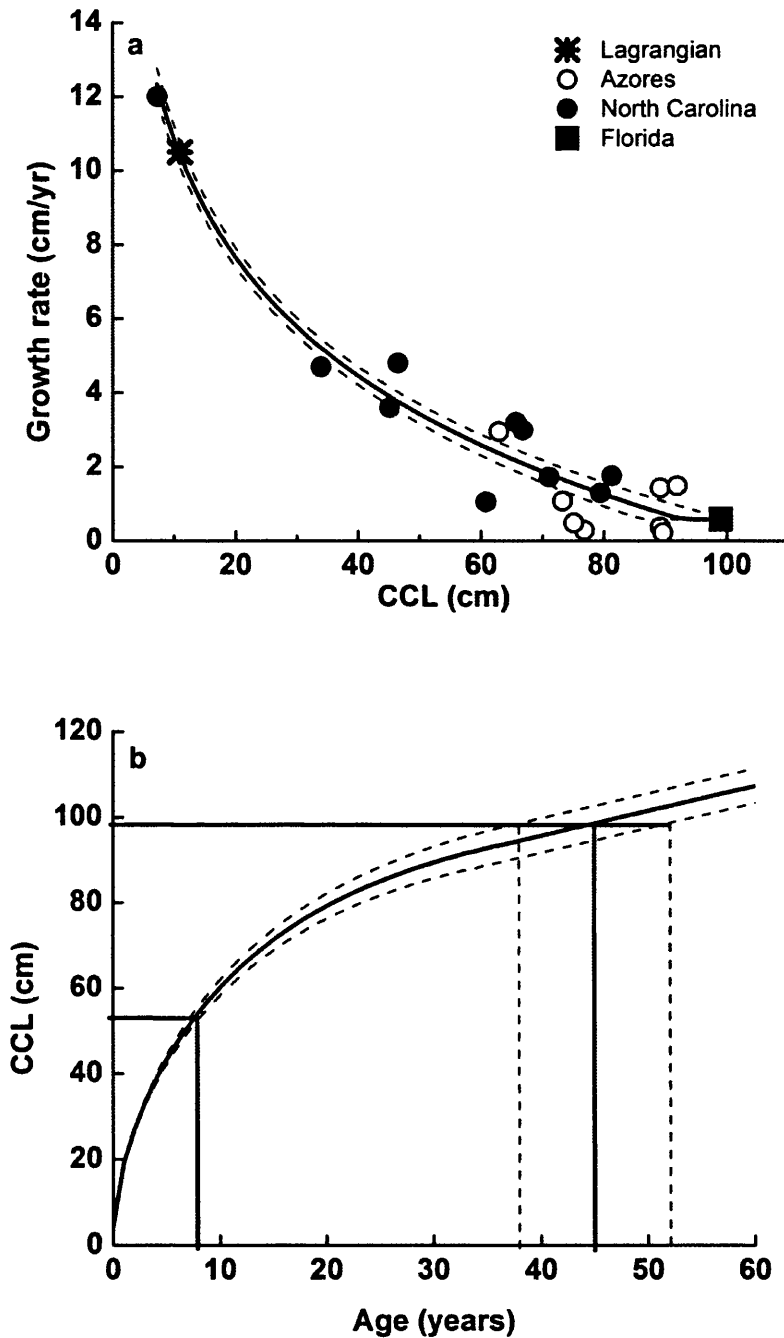 a
Lagrangian
Azores
North Carolina
Florida
14
12
10
8
6
4
2
0
Growth rate (cm/yr)
0 20 40 60 80 100
CCL (cm)
b
120
100
80
60
40
20
0
CCL (cm)
0 10 20 30 40 50 60
Age (years)